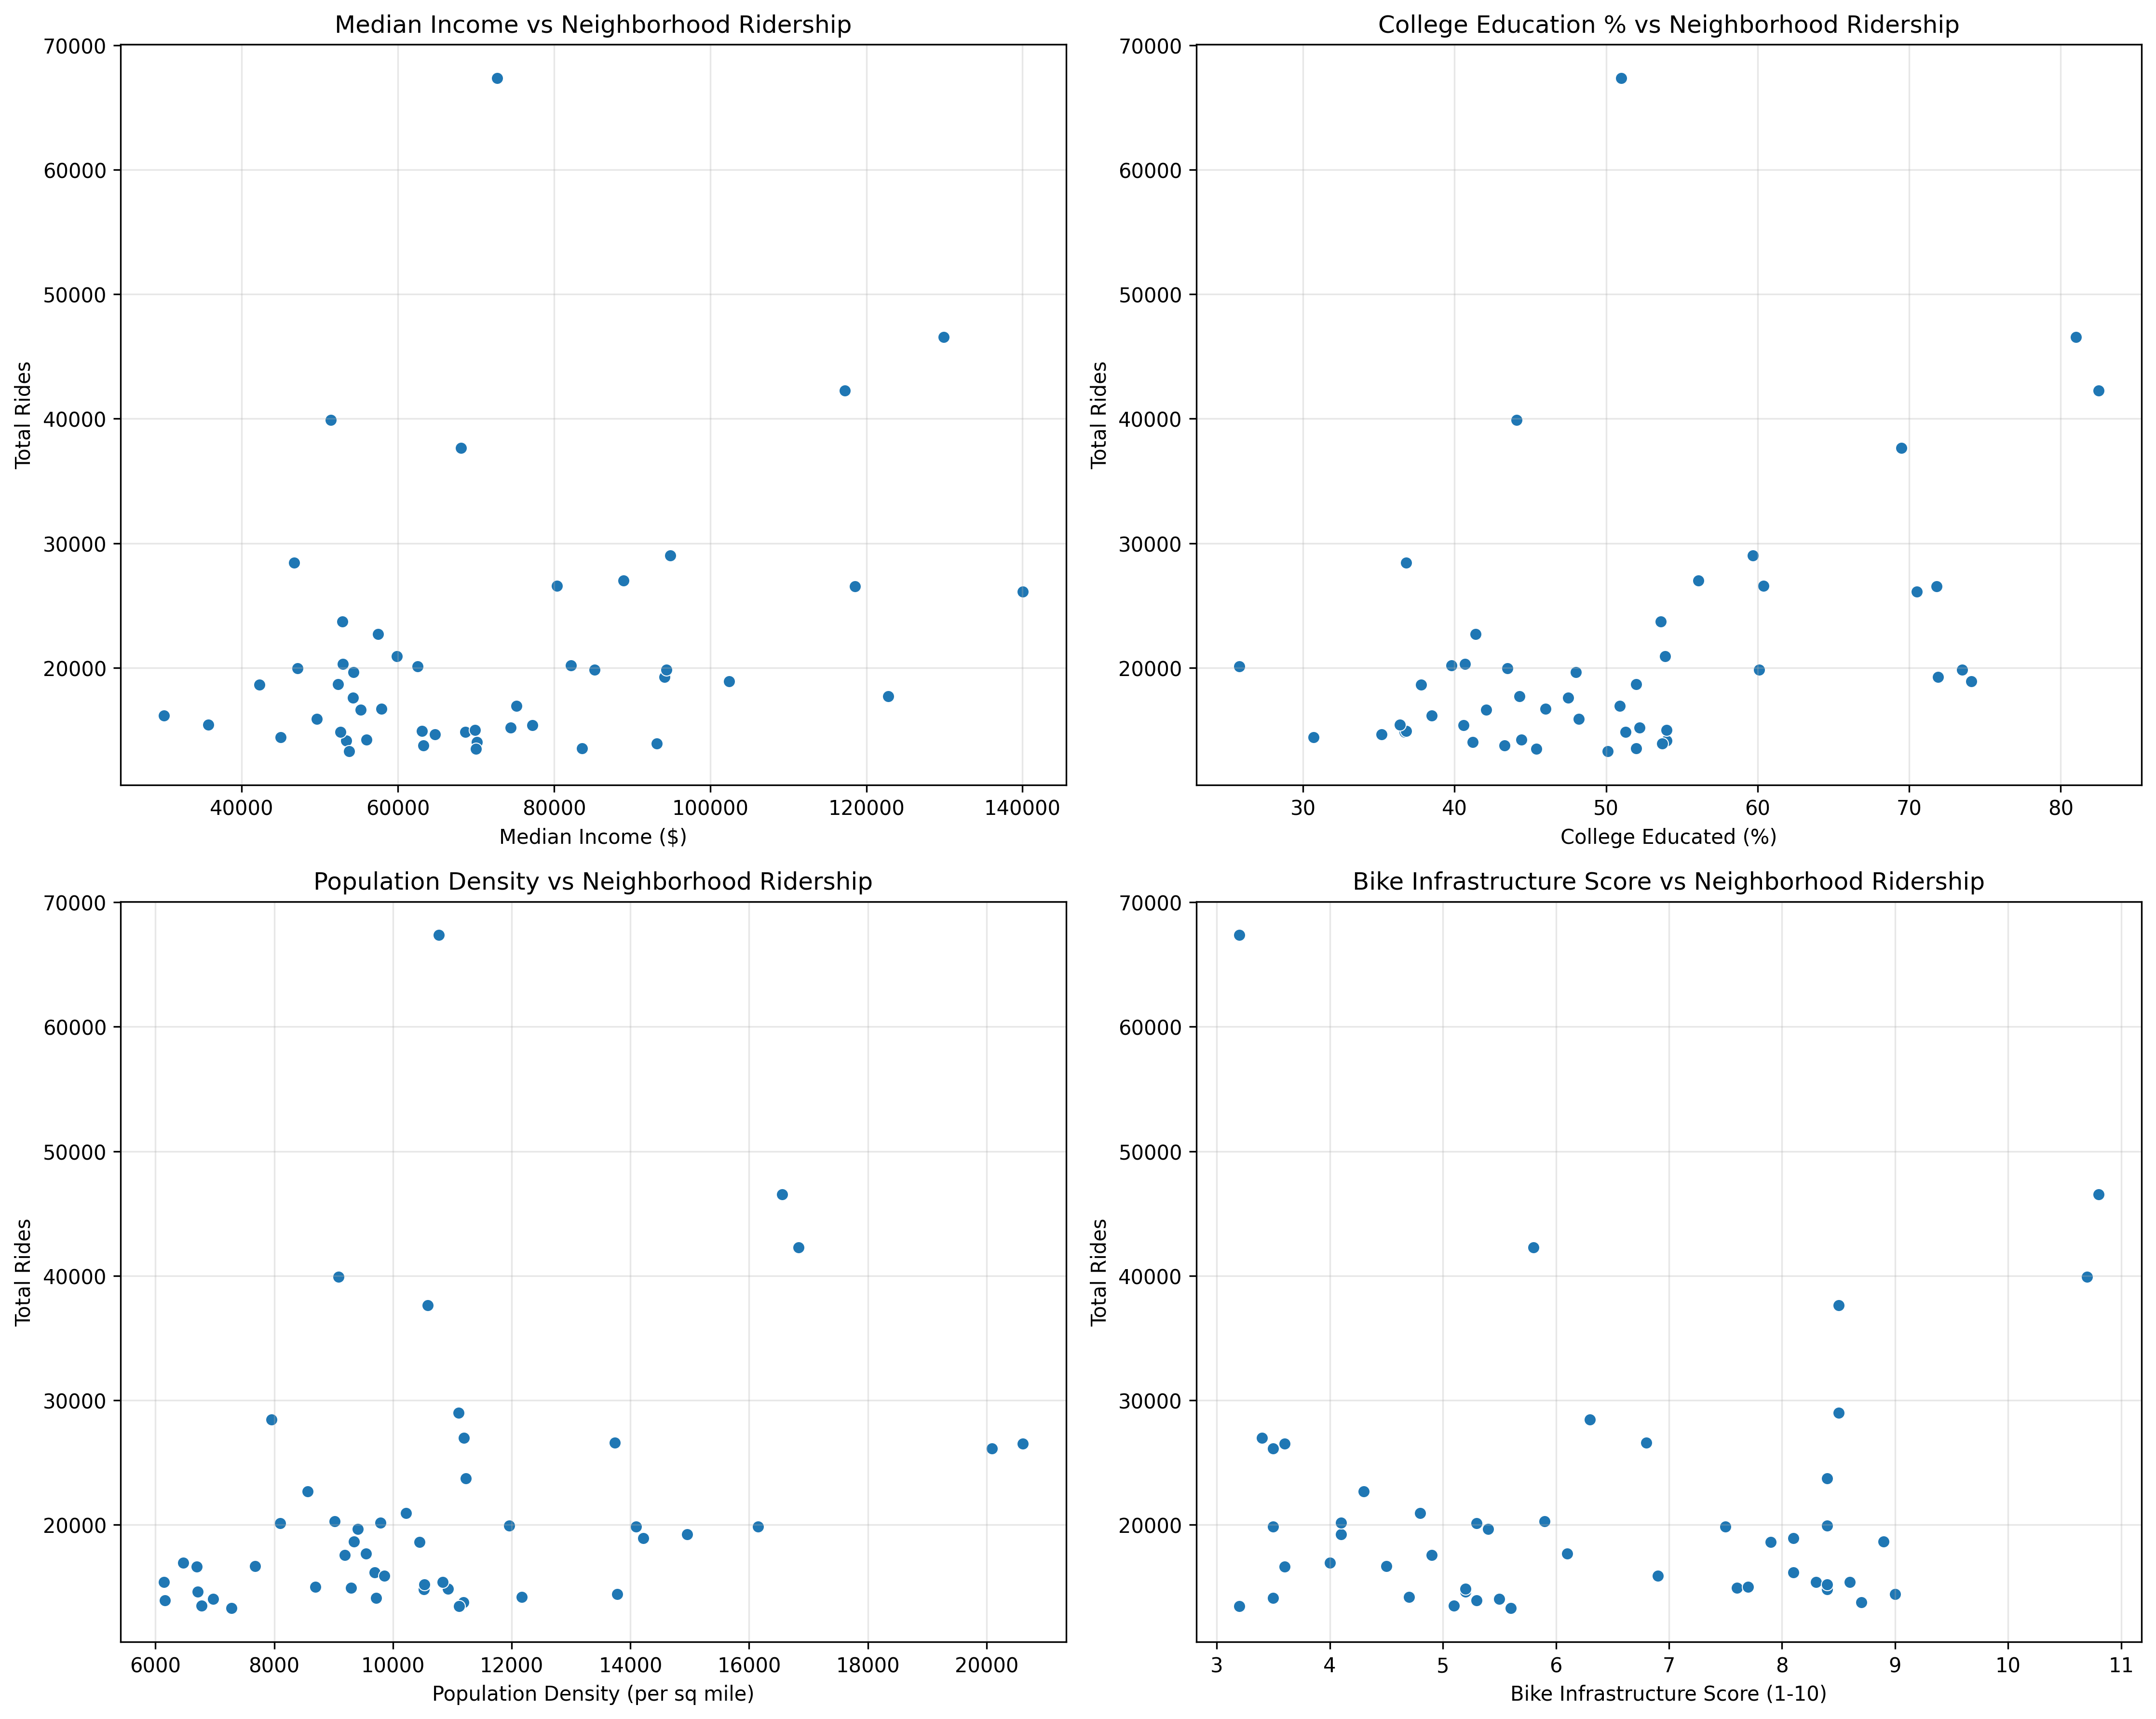 Median Income vs Neighborhood Ridership
70000
60000
50000
40000
30000
20000
Total Rides
40000 60000 80000 100000 120000 140000
Median Income ($)
College Education % vs Neighborhood Ridership
70000
60000
50000
40000
30000
20000
Total Rides
30 40 50 60 70 80
College Educated (%)
Population Density vs Neighborhood Ridership
70000
60000
50000
40000
30000
20000
Total Rides
6000 8000 10000 12000 14000 16000 18000 20000
Population Density (per sq mile)
Bike Infrastructure Score vs Neighborhood Ridership
70000
60000
50000
40000
30000
20000
Total Rides
3 4 5 6 7 8 9 10 11
Bike Infrastructure Score (1-10)